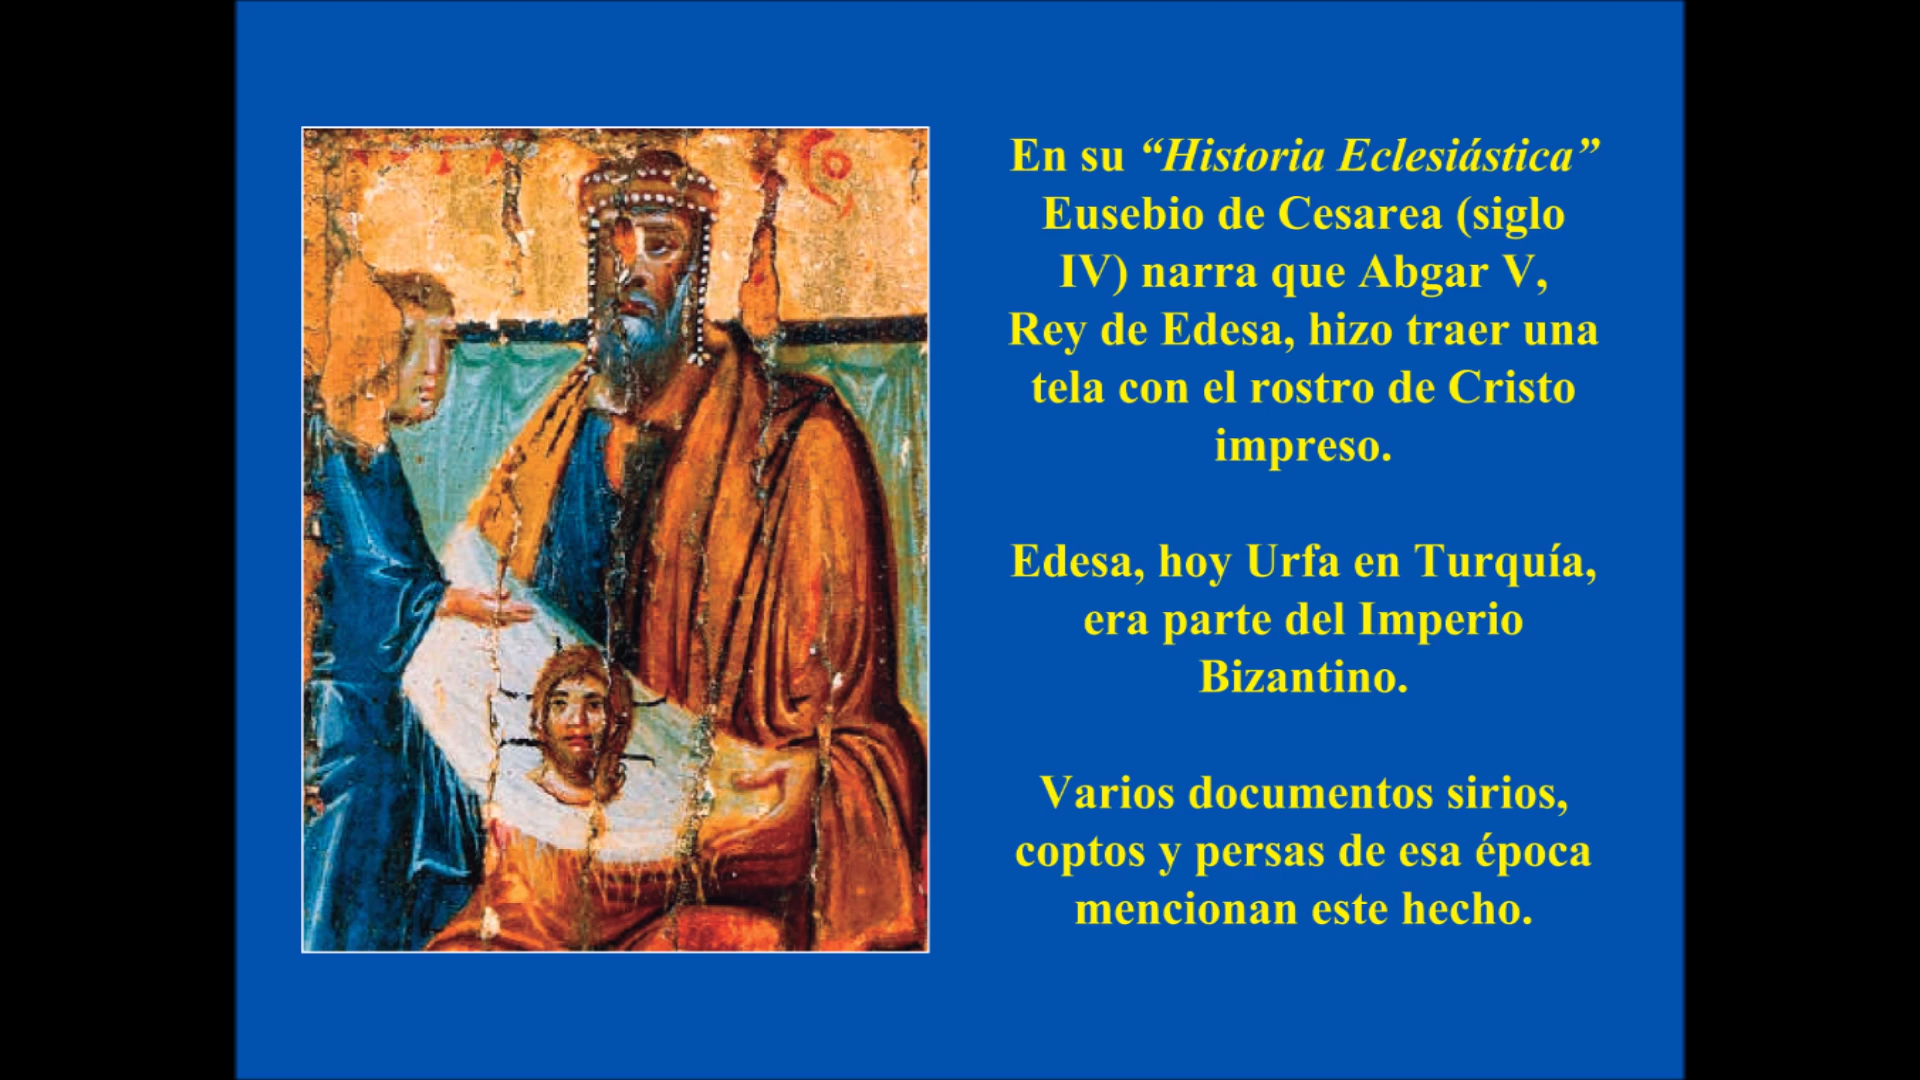 En su “Historia Eclesiástica”
Eusebio de Cesarea (siglo
IV) narra que Abgar V,
Rey de Edesa, hizo traer una
tela con el rostro de Cristo
impreso.
Edesa, hoy Urfa en Turquía,
era parte del Imperio
Bizantino.
Varios documentos sirios,
coptos y persas de esa época
mencionan este hecho.